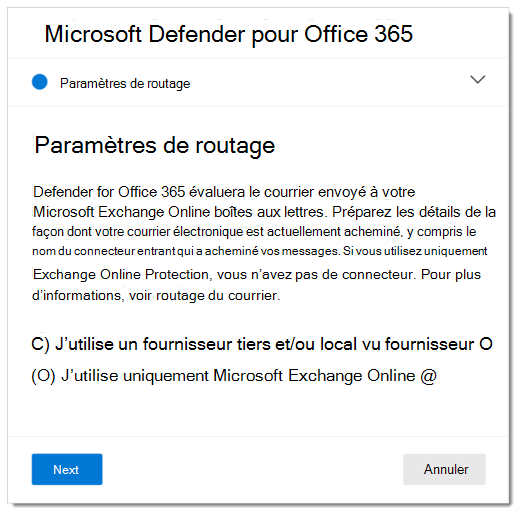 Microsoft Defender pour Office 365
Paramètres de routage
Paramètres de routage
Defender for Office 365 évaluera le courrier envoyé à votre
Microsoft Exchange Online boîtes aux lettres. Préparez les détails de la
façon dont votre courrier électronique est actuellement acheminé, y compris le
nom du connecteur entrant qui a acheminé vos messages. Si vous utilisez uniquement
Exchange Online Protection, vous n’avez pas de connecteur. Pour plus
d’informations, voir routage du courrier.
C) J’utilise un fournisseur tiers et/ou local vu fournisseur O
(O) J’utilise uniquement Microsoft Exchange Online @
Next
Annuler